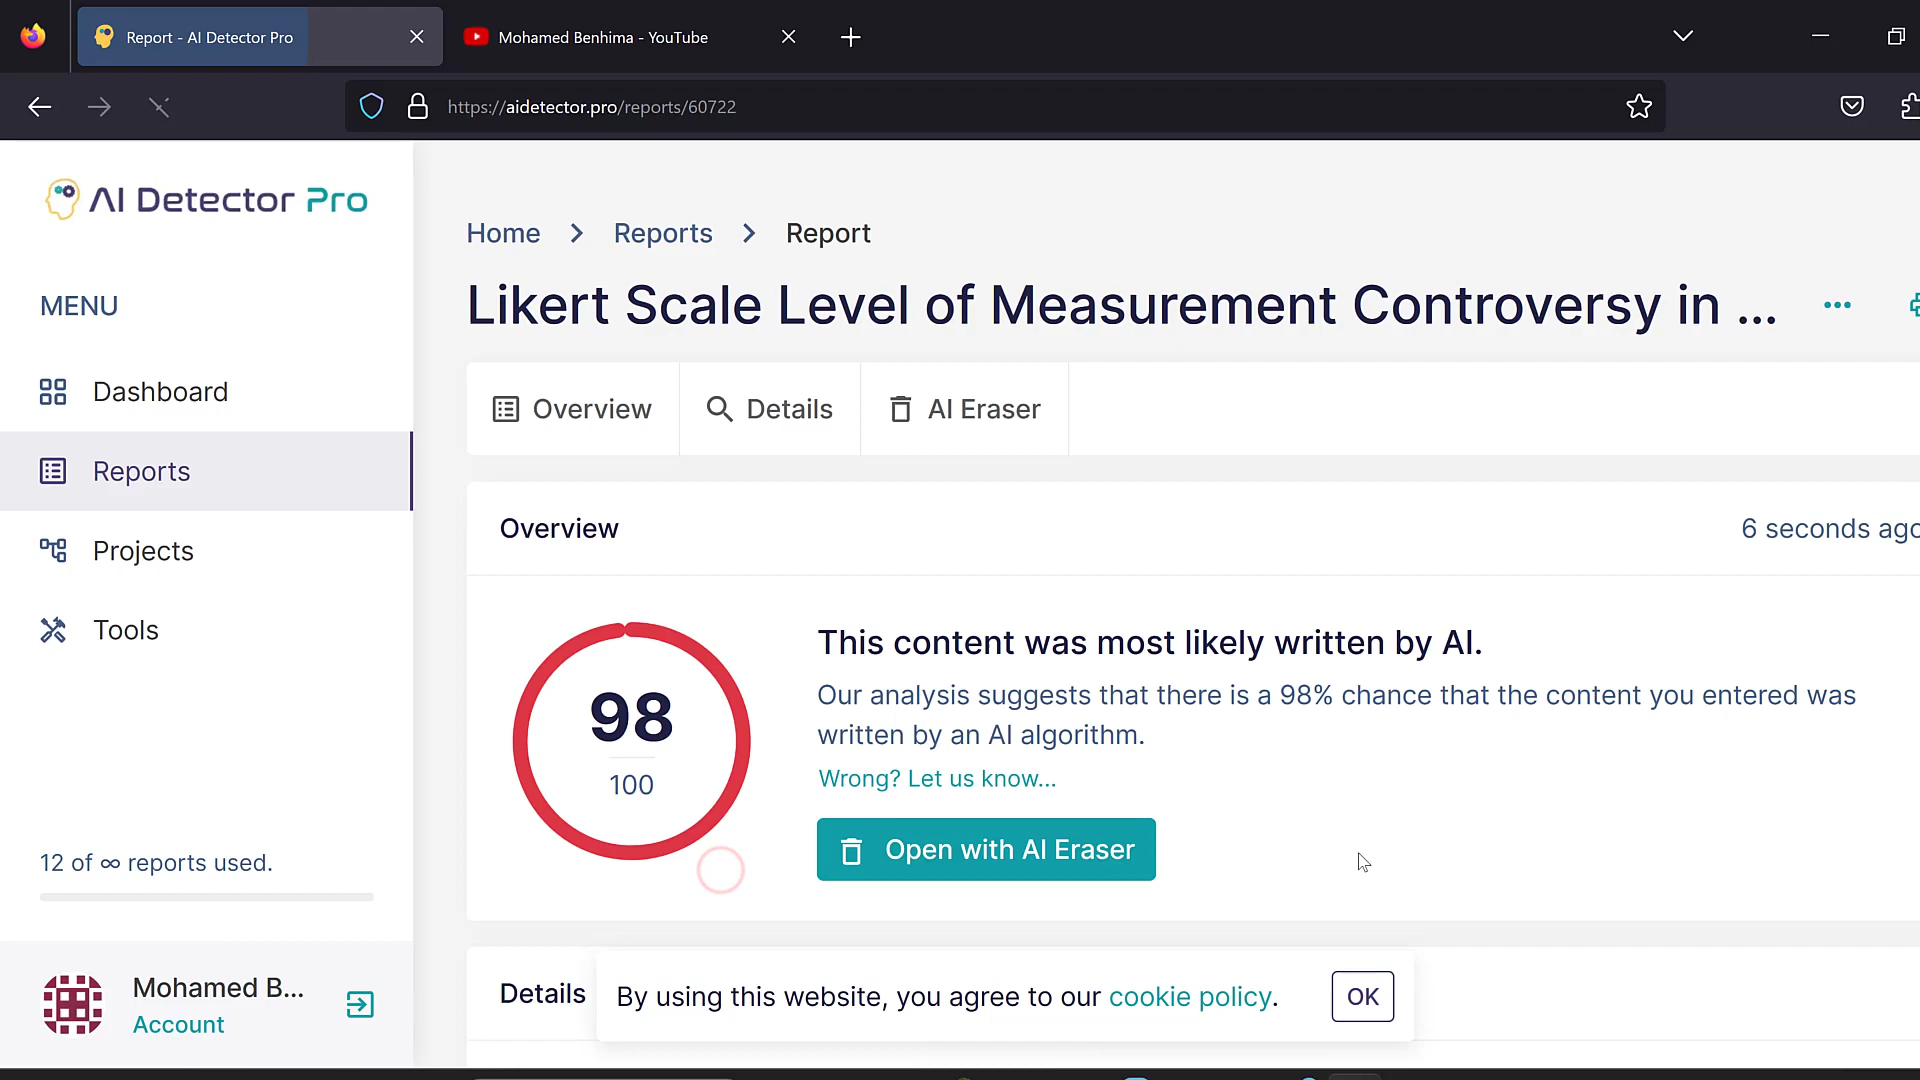 Report - AI Detector Pro
Mohamed Benhima - YouTube
https://aidetector.pro/reports/60722
AI Detector Pro
MENU
Dashboard
Reports
Projects
Tools
12 of ∞ reports used.
Mohamed B...
Account
Home > Reports > Report
Likert Scale Level of Measurement Controversy in ...
Overview
Details
AI Eraser
Overview
6 seconds ago
98
100
This content was most likely written by AI.
Our analysis suggests that there is a 98% chance that the content you entered was
written by an AI algorithm.
Wrong? Let us know...
Open with AI Eraser
Details
By using this website, you agree to our cookie policy.
OK